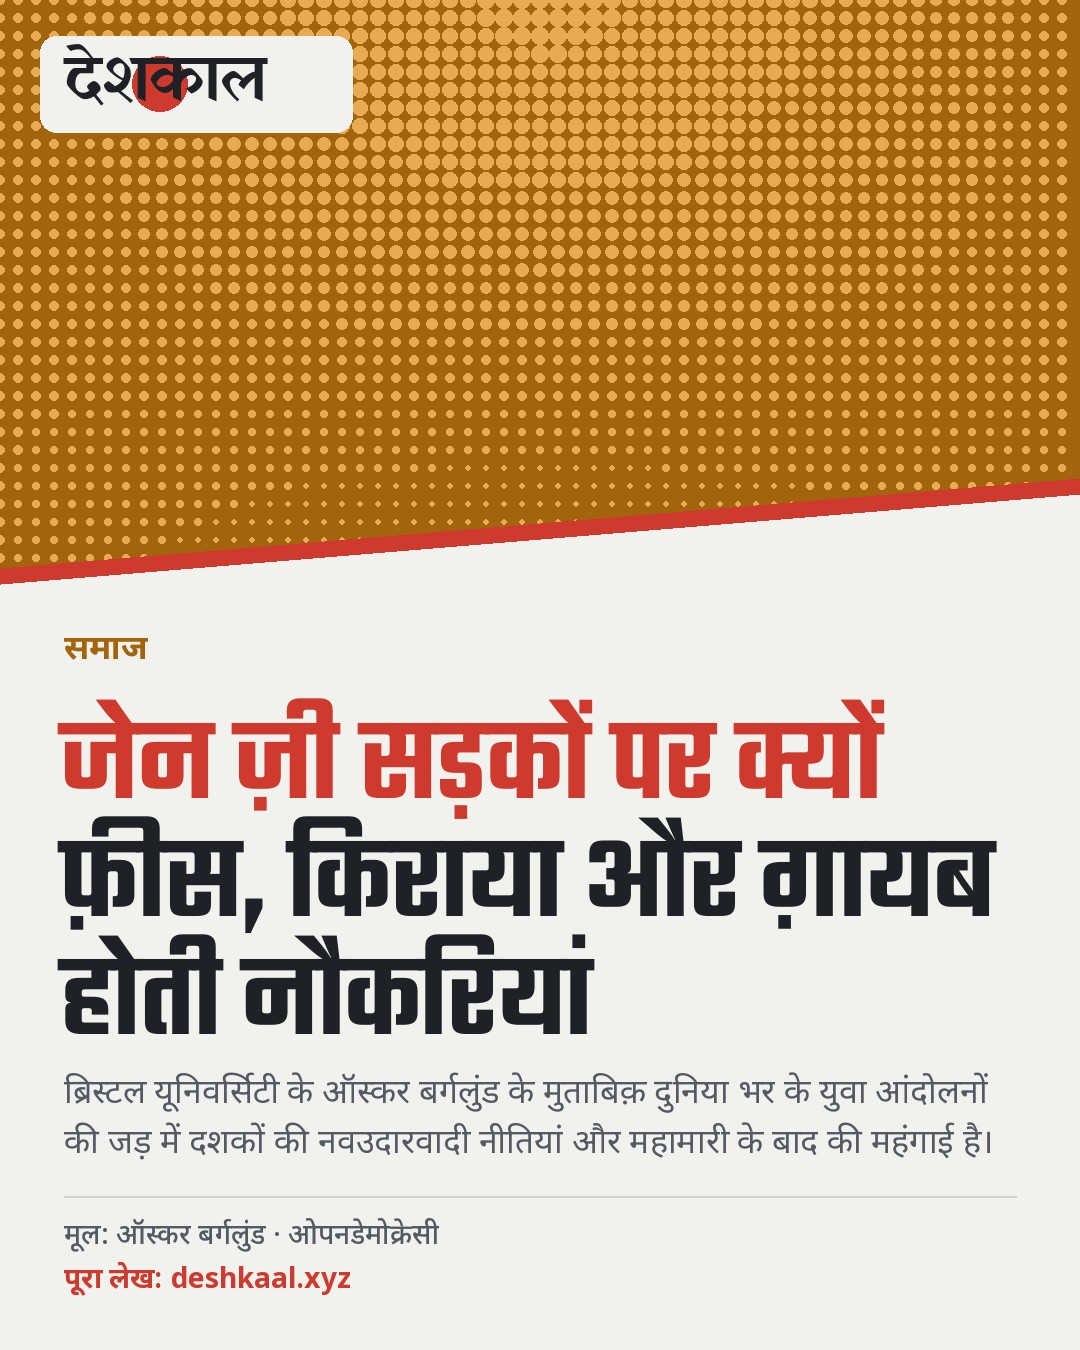 देशकाल
समाज
जेन ज़ी सड़कों पर क्यों
फ़ीस, किराया और ग़ायब
होती नौकरियां
ब्रिस्टल यूनिवर्सिटी के ऑस्कर बर्गलुंड के मुताबिक़ दुनिया भर के युवा आंदोलनों
की जड़ में दशकों की नवउदारवादी नीतियां और महामारी के बाद की महंगाई है।
मूल: ऑस्कर बर्गलुंड · ओपनडेमोक्रेसी
पूरा लेख: deshkaal.xyz